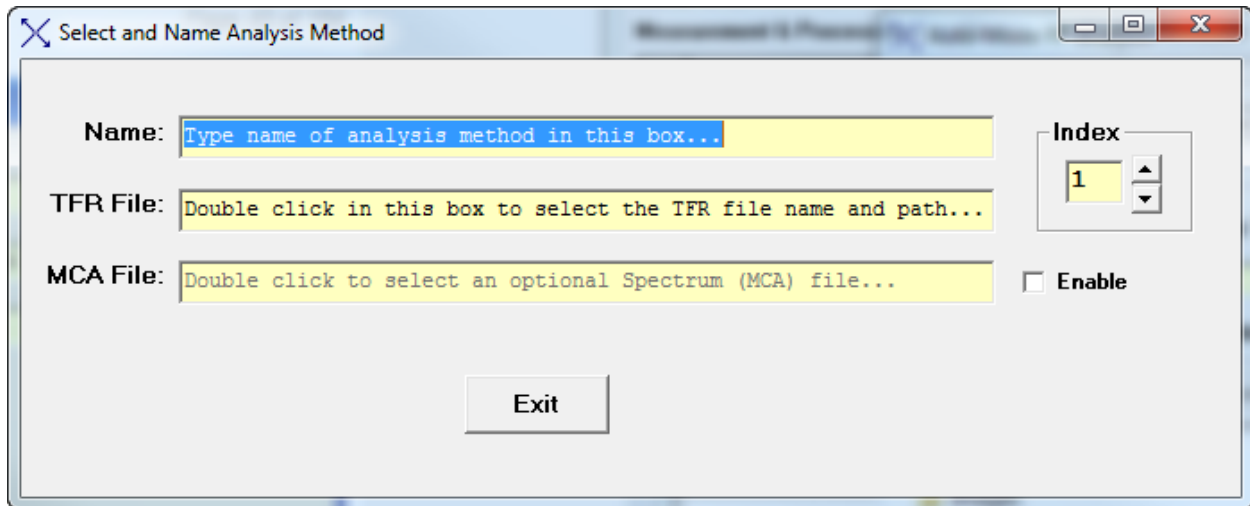 Select and Name Analysis Method
Name: Type name of analysis method in this box...
Index
1
TFR File: Double click in this box to select the TFR file name and path...
MCA File: Double click to select an optional Spectrum (MCA) file...
Enable
Exit